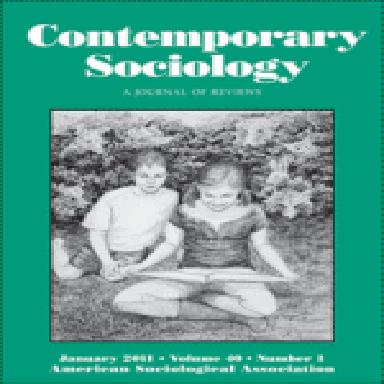 Contemporary
Sociology
A JOURNAL OF REVIEWS
January 2011 • Volume 40 • Number 1
American Sociological Association